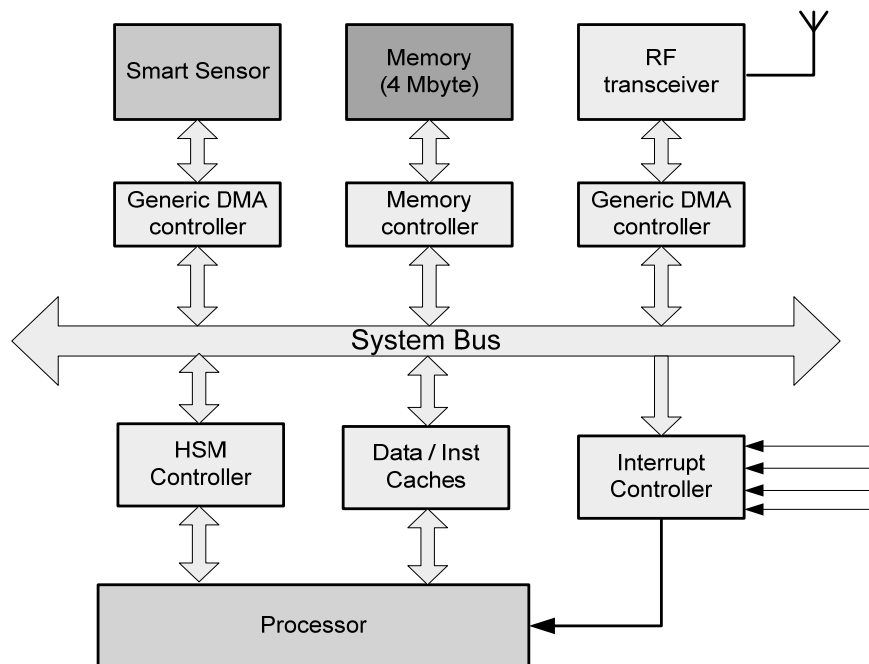 Smart Sensor
Memory
(4 Mbyte)
RF
transceiver
Generic DMA
controller
Memory
controller
Generic DMA
controller
System Bus
HSM
Controller
Data / Inst
Caches
Interrupt
Controller
Processor